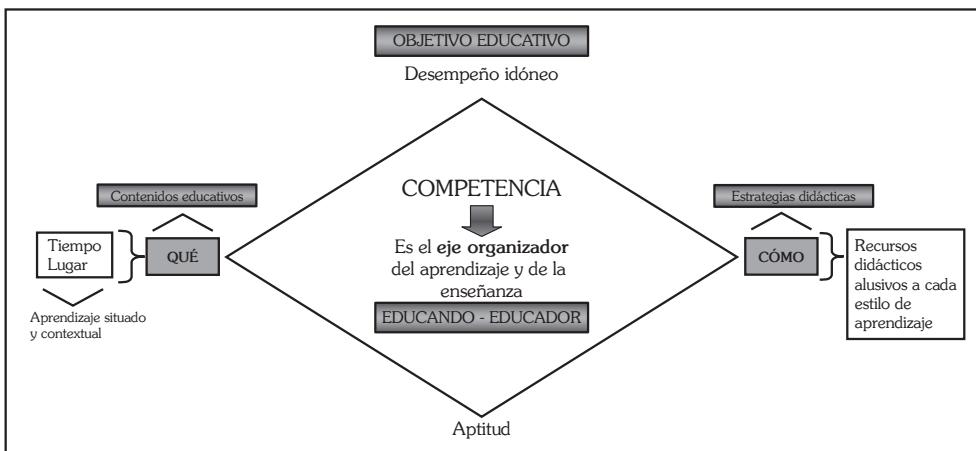 OBJETIVO EDUCATIVO
Desempeño idóneo
COMPETENCIA
Es el eje organizador
del aprendizaje y de la
enseñanza
EDUCANDO - EDUCADOR
Contenidos educativos
QUÉ
Tiempo
Lugar
Aprendizaje situado
y contextual
Estrategias didácticas
CÓMO
Recursos
didácticos
alusivos a cada
estilo de
aprendizaje
Aptitud